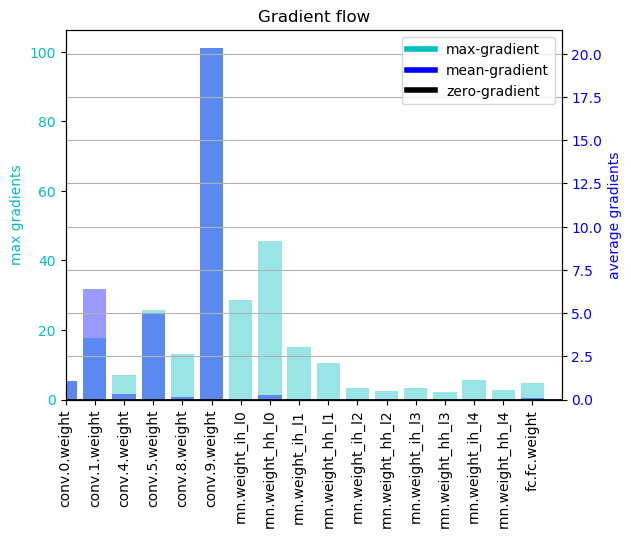 Gradient flow
max-gradient
mean-gradient
zero-gradient
max gradients
100
80
60
40
20
0
20.0
17.5
15.0
12.5
10.0
7.5
5.0
2.5
0.0
average gradients
conv.0.weight
conv.1.weight
conv.4.weight
conv.5.weight
conv.8.weight
conv.9.weight
rnn.weight_ih_l0
rnn.weight_hh_l0
rnn.weight_ih_l1
rnn.weight_hh_l1
rnn.weight_ih_l2
rnn.weight_hh_l2
rnn.weight_ih_l3
rnn.weight_hh_l3
rnn.weight_ih_l4
rnn.weight_hh_l4
fc.fc.weight